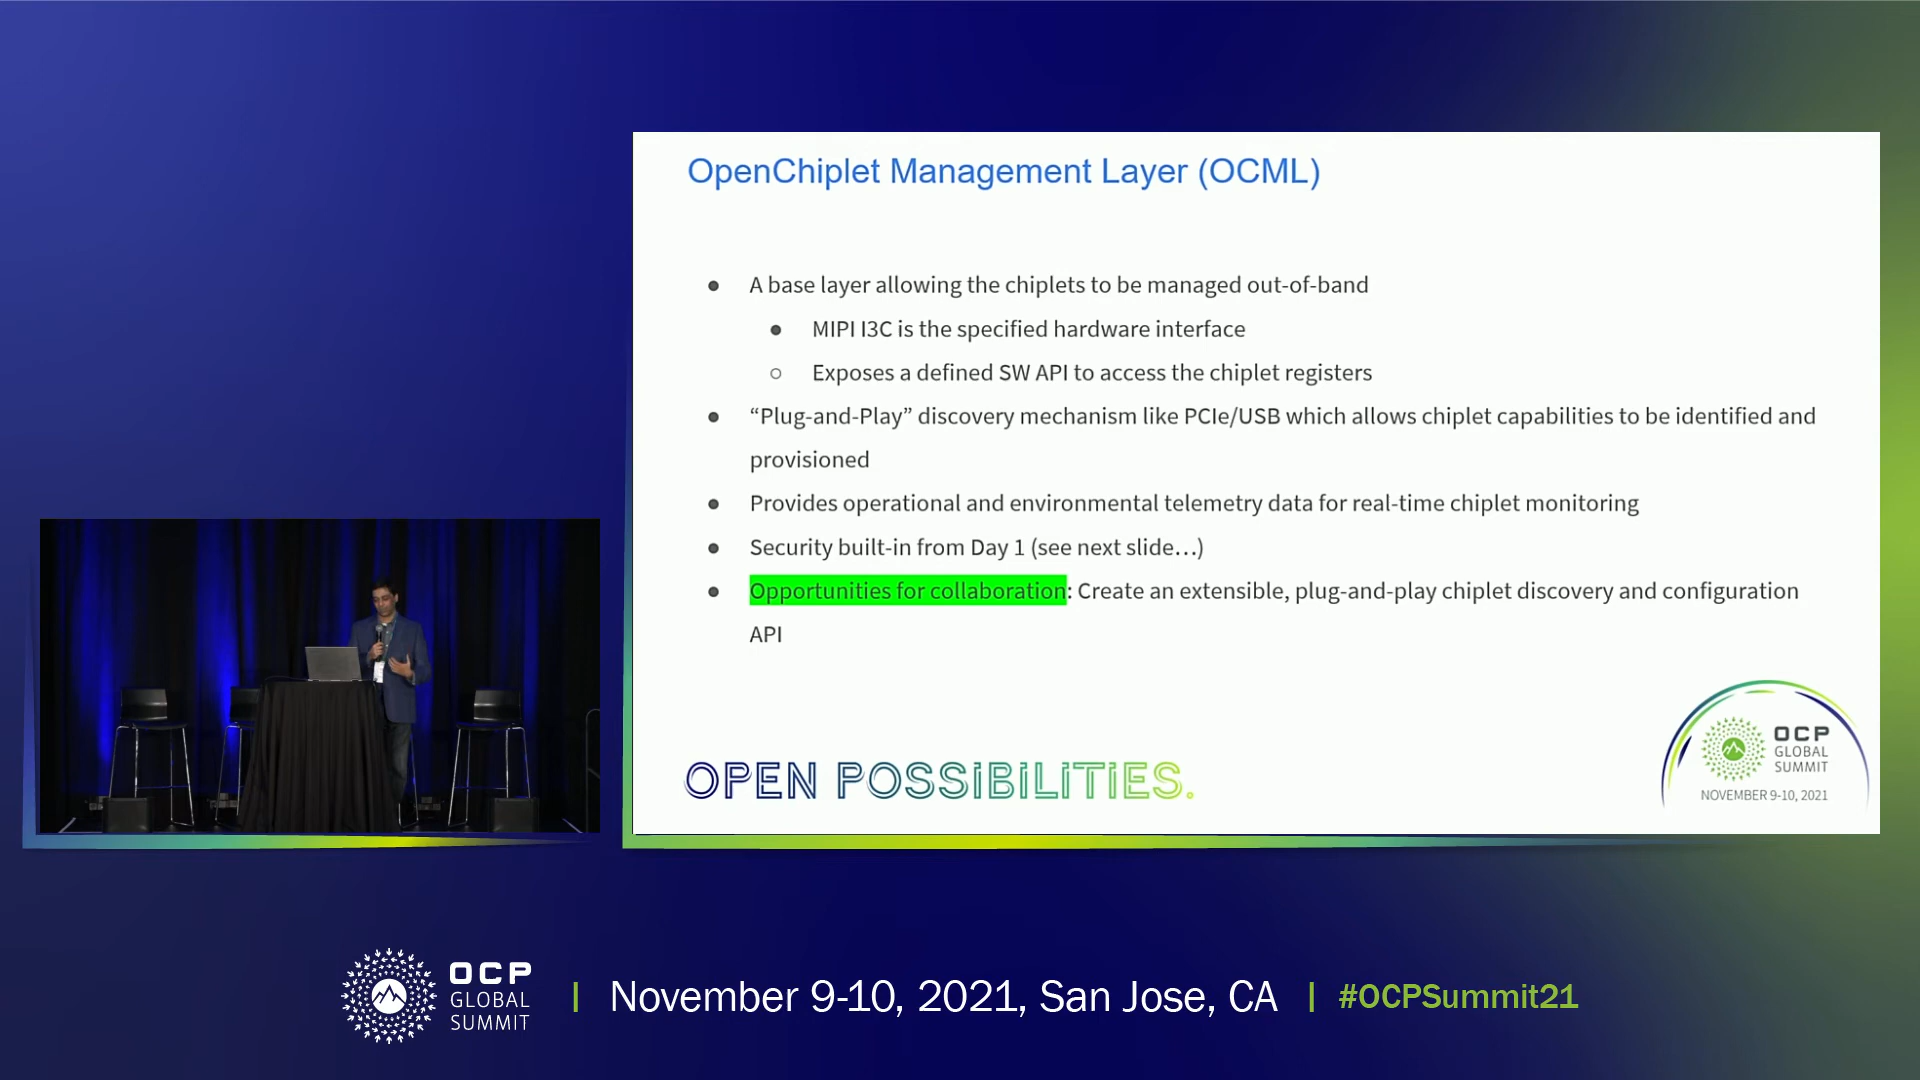 OpenChiplet Management Layer (OCML)
● A base layer allowing the chiplets to be managed out-of-band
● MIPI I3C is the specified hardware interface
○ Exposes a defined SW API to access the chiplet registers
● “Plug-and-Play” discovery mechanism like PCIe/USB which allows chiplet capabilities to be identified and
provisioned
● Provides operational and environmental telemetry data for real-time chiplet monitoring
● Security built-in from Day 1 (see next slide…)
● Opportunities for collaboration: Create an extensible, plug-and-play chiplet discovery and configuration
API
OPEN POSSIBILITIES.
OCP
GLOBAL
SUMMIT
NOVEMBER 9-10, 2021
OCP
GLOBAL
SUMMIT
| November 9-10, 2021, San Jose, CA | #OCPSummit21